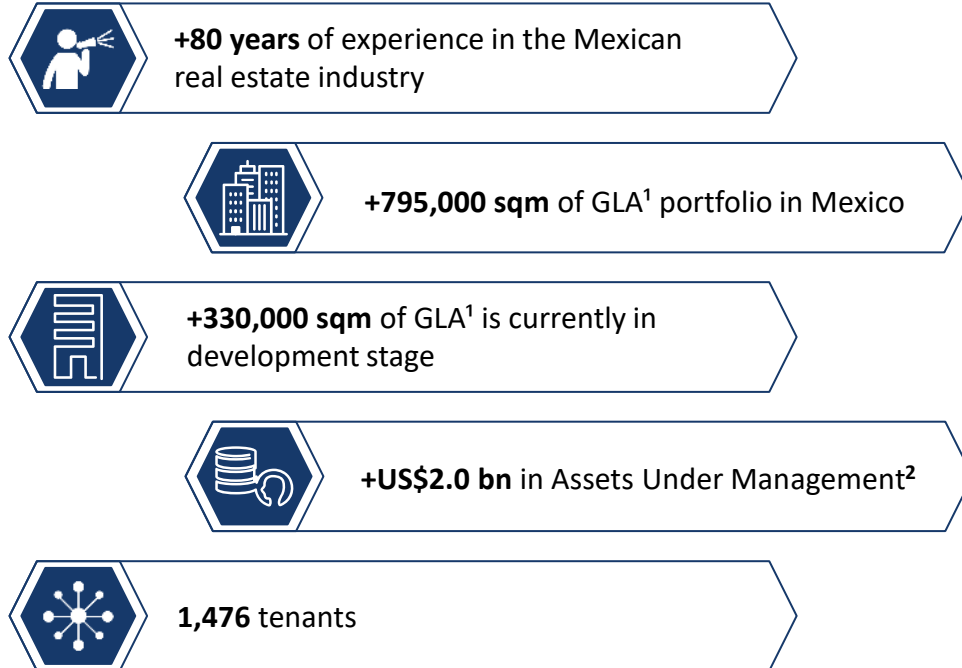 +80 years of experience in the Mexican
real estate industry
+795,000 sqm of GLA¹ portfolio in Mexico
+330,000 sqm of GLA¹ is currently in
development stage
+US$2.0 bn in Assets Under Management²
1,476 tenants